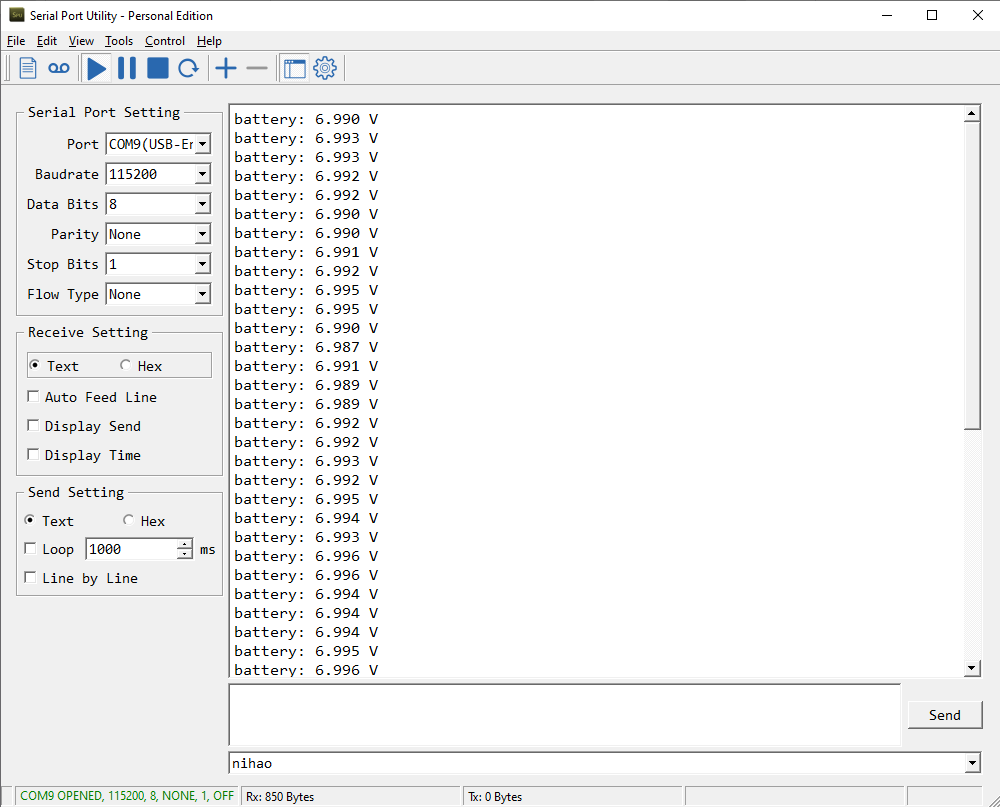 Serial Port Utility - Personal Edition
File Edit View Tools Control Help
Serial Port Setting
Port COM9(USB-Er
Baudrate 115200
Data Bits 8
Parity None
Stop Bits 1
Flow Type None
Receive Setting
Text Hex
Auto Feed Line
Display Send
Display Time
Send Setting
Text Hex
Loop 1000 ms
Line by Line
battery: 6.990 V
battery: 6.993 V
battery: 6.993 V
battery: 6.992 V
battery: 6.992 V
battery: 6.990 V
battery: 6.990 V
battery: 6.991 V
battery: 6.992 V
battery: 6.995 V
battery: 6.995 V
battery: 6.990 V
battery: 6.987 V
battery: 6.991 V
battery: 6.989 V
battery: 6.989 V
battery: 6.992 V
battery: 6.992 V
battery: 6.993 V
battery: 6.992 V
battery: 6.995 V
battery: 6.994 V
battery: 6.993 V
battery: 6.996 V
battery: 6.996 V
battery: 6.994 V
battery: 6.994 V
battery: 6.994 V
battery: 6.995 V
battery: 6.996 V
Send
nihao
COM9 OPENED, 115200, 8, NONE, 1, OFF Rx: 850 Bytes Tx: 0 Bytes